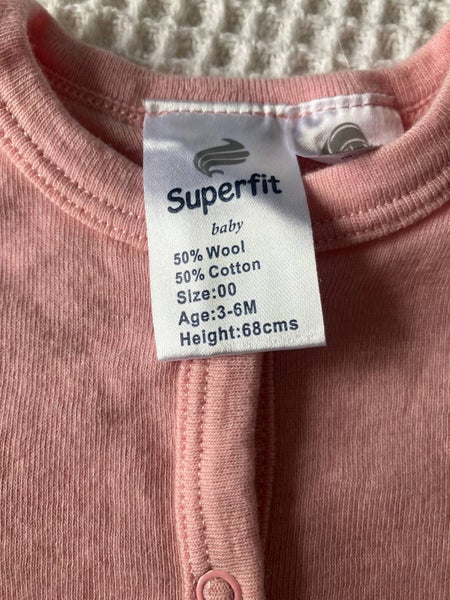 Superfit
baby
50% Wool
50% Cotton
Size:00
Age:3-6M
Height:68cms